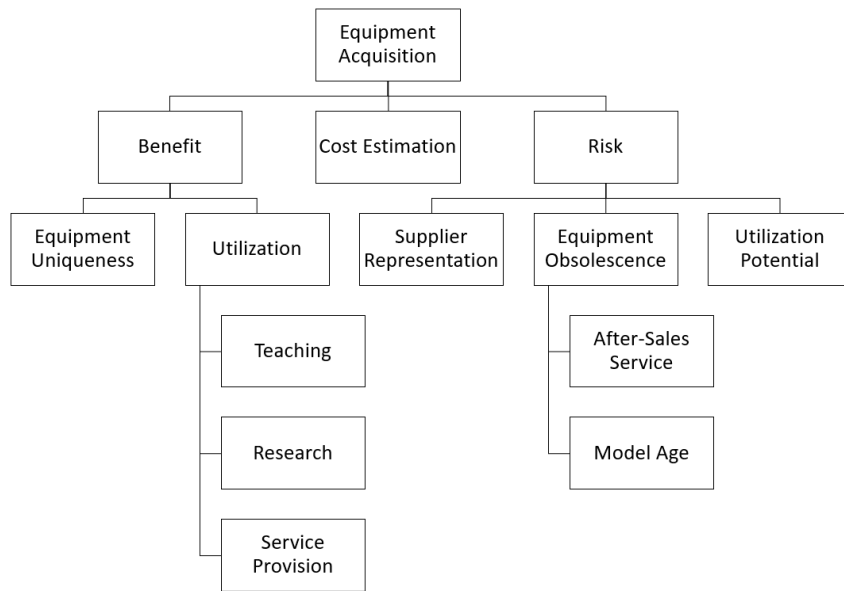 Equipment
Acquisition
Benefit
Cost Estimation
Risk
Equipment
Uniqueness
Utilization
Supplier
Representation
Equipment
Obsolescence
Utilization
Potential
Teaching
After-Sales
Service
Research
Model Age
Service
Provision